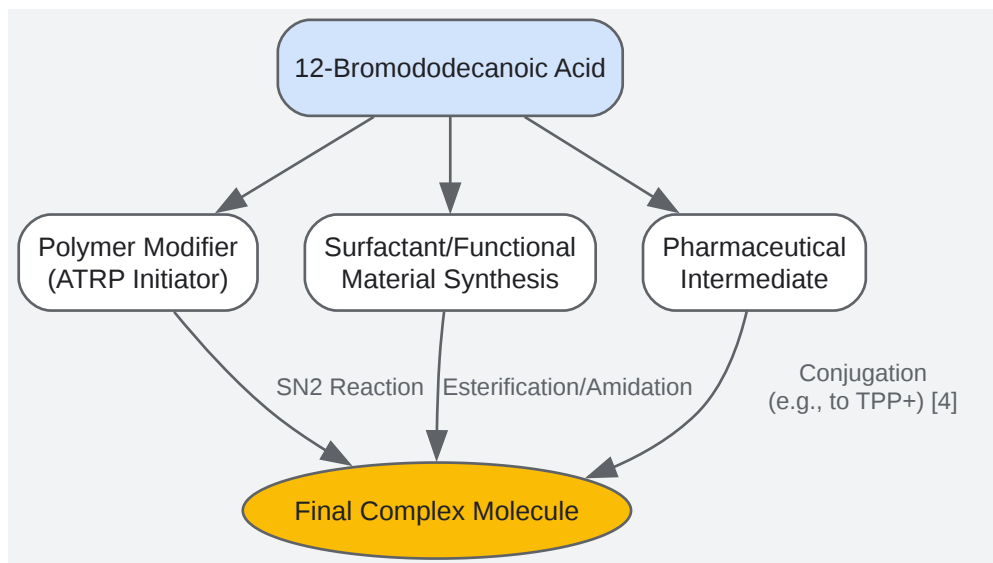 12-Bromododecanoic Acid
Polymer Modifier
(ATRP Initiator)
Surfactant/Functional
Material Synthesis
Pharmaceutical
Intermediate
SN2 Reaction
Esterification/Amidation
Conjugation
(e.g., to TPP+) [4]
Final Complex Molecule